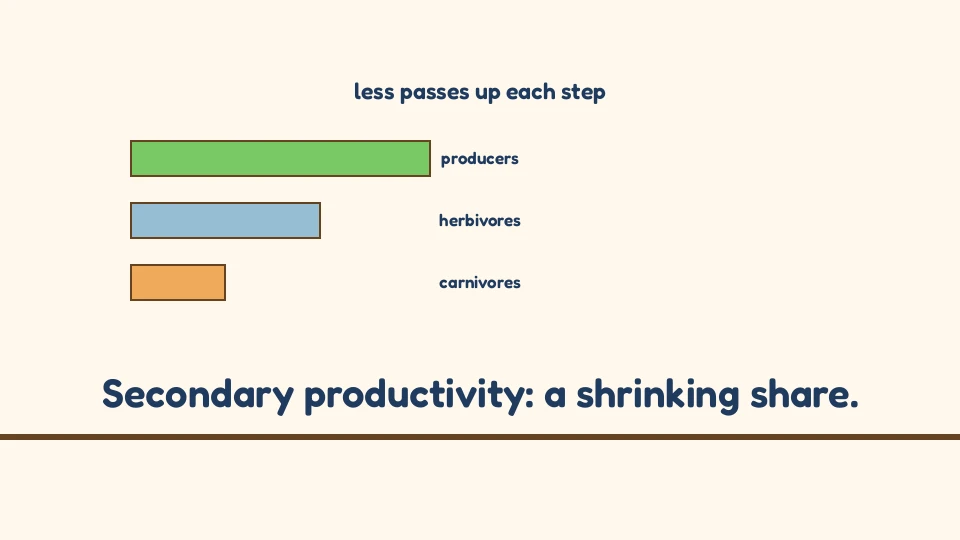 less passes up each step
producers
herbivores
carnivores
Secondary productivity: a shrinking share.